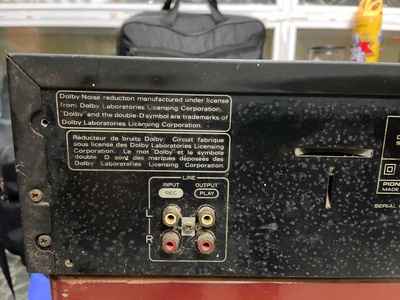 Dolby Noise reduction manufactured under license
from Dolby Laboratories Licensing Corporation.
"Dolby" and the double-D symbol are trademarks of
Dolby Laboratories Licensing Corporation.
Réducteur de bruits Dolby: Circuit fabrique
sous license des Dolby Laboratories Licensing
Corporation. Le mot Dolby et le symbole
double D sont des marques déposées des
Dolby Laboratories Licensing Corporation.
LINE
INPUT OUTPUT
REC PLAY
L
R
PION
MADE
SERIAL